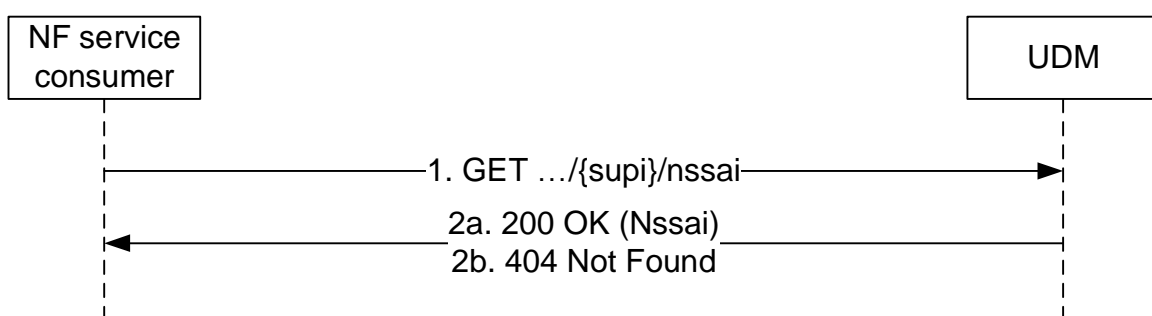 NF service
consumer
UDM
1. GET …/{supi}/nssai
2a. 200 OK (Nssai)
2b. 404 Not Found